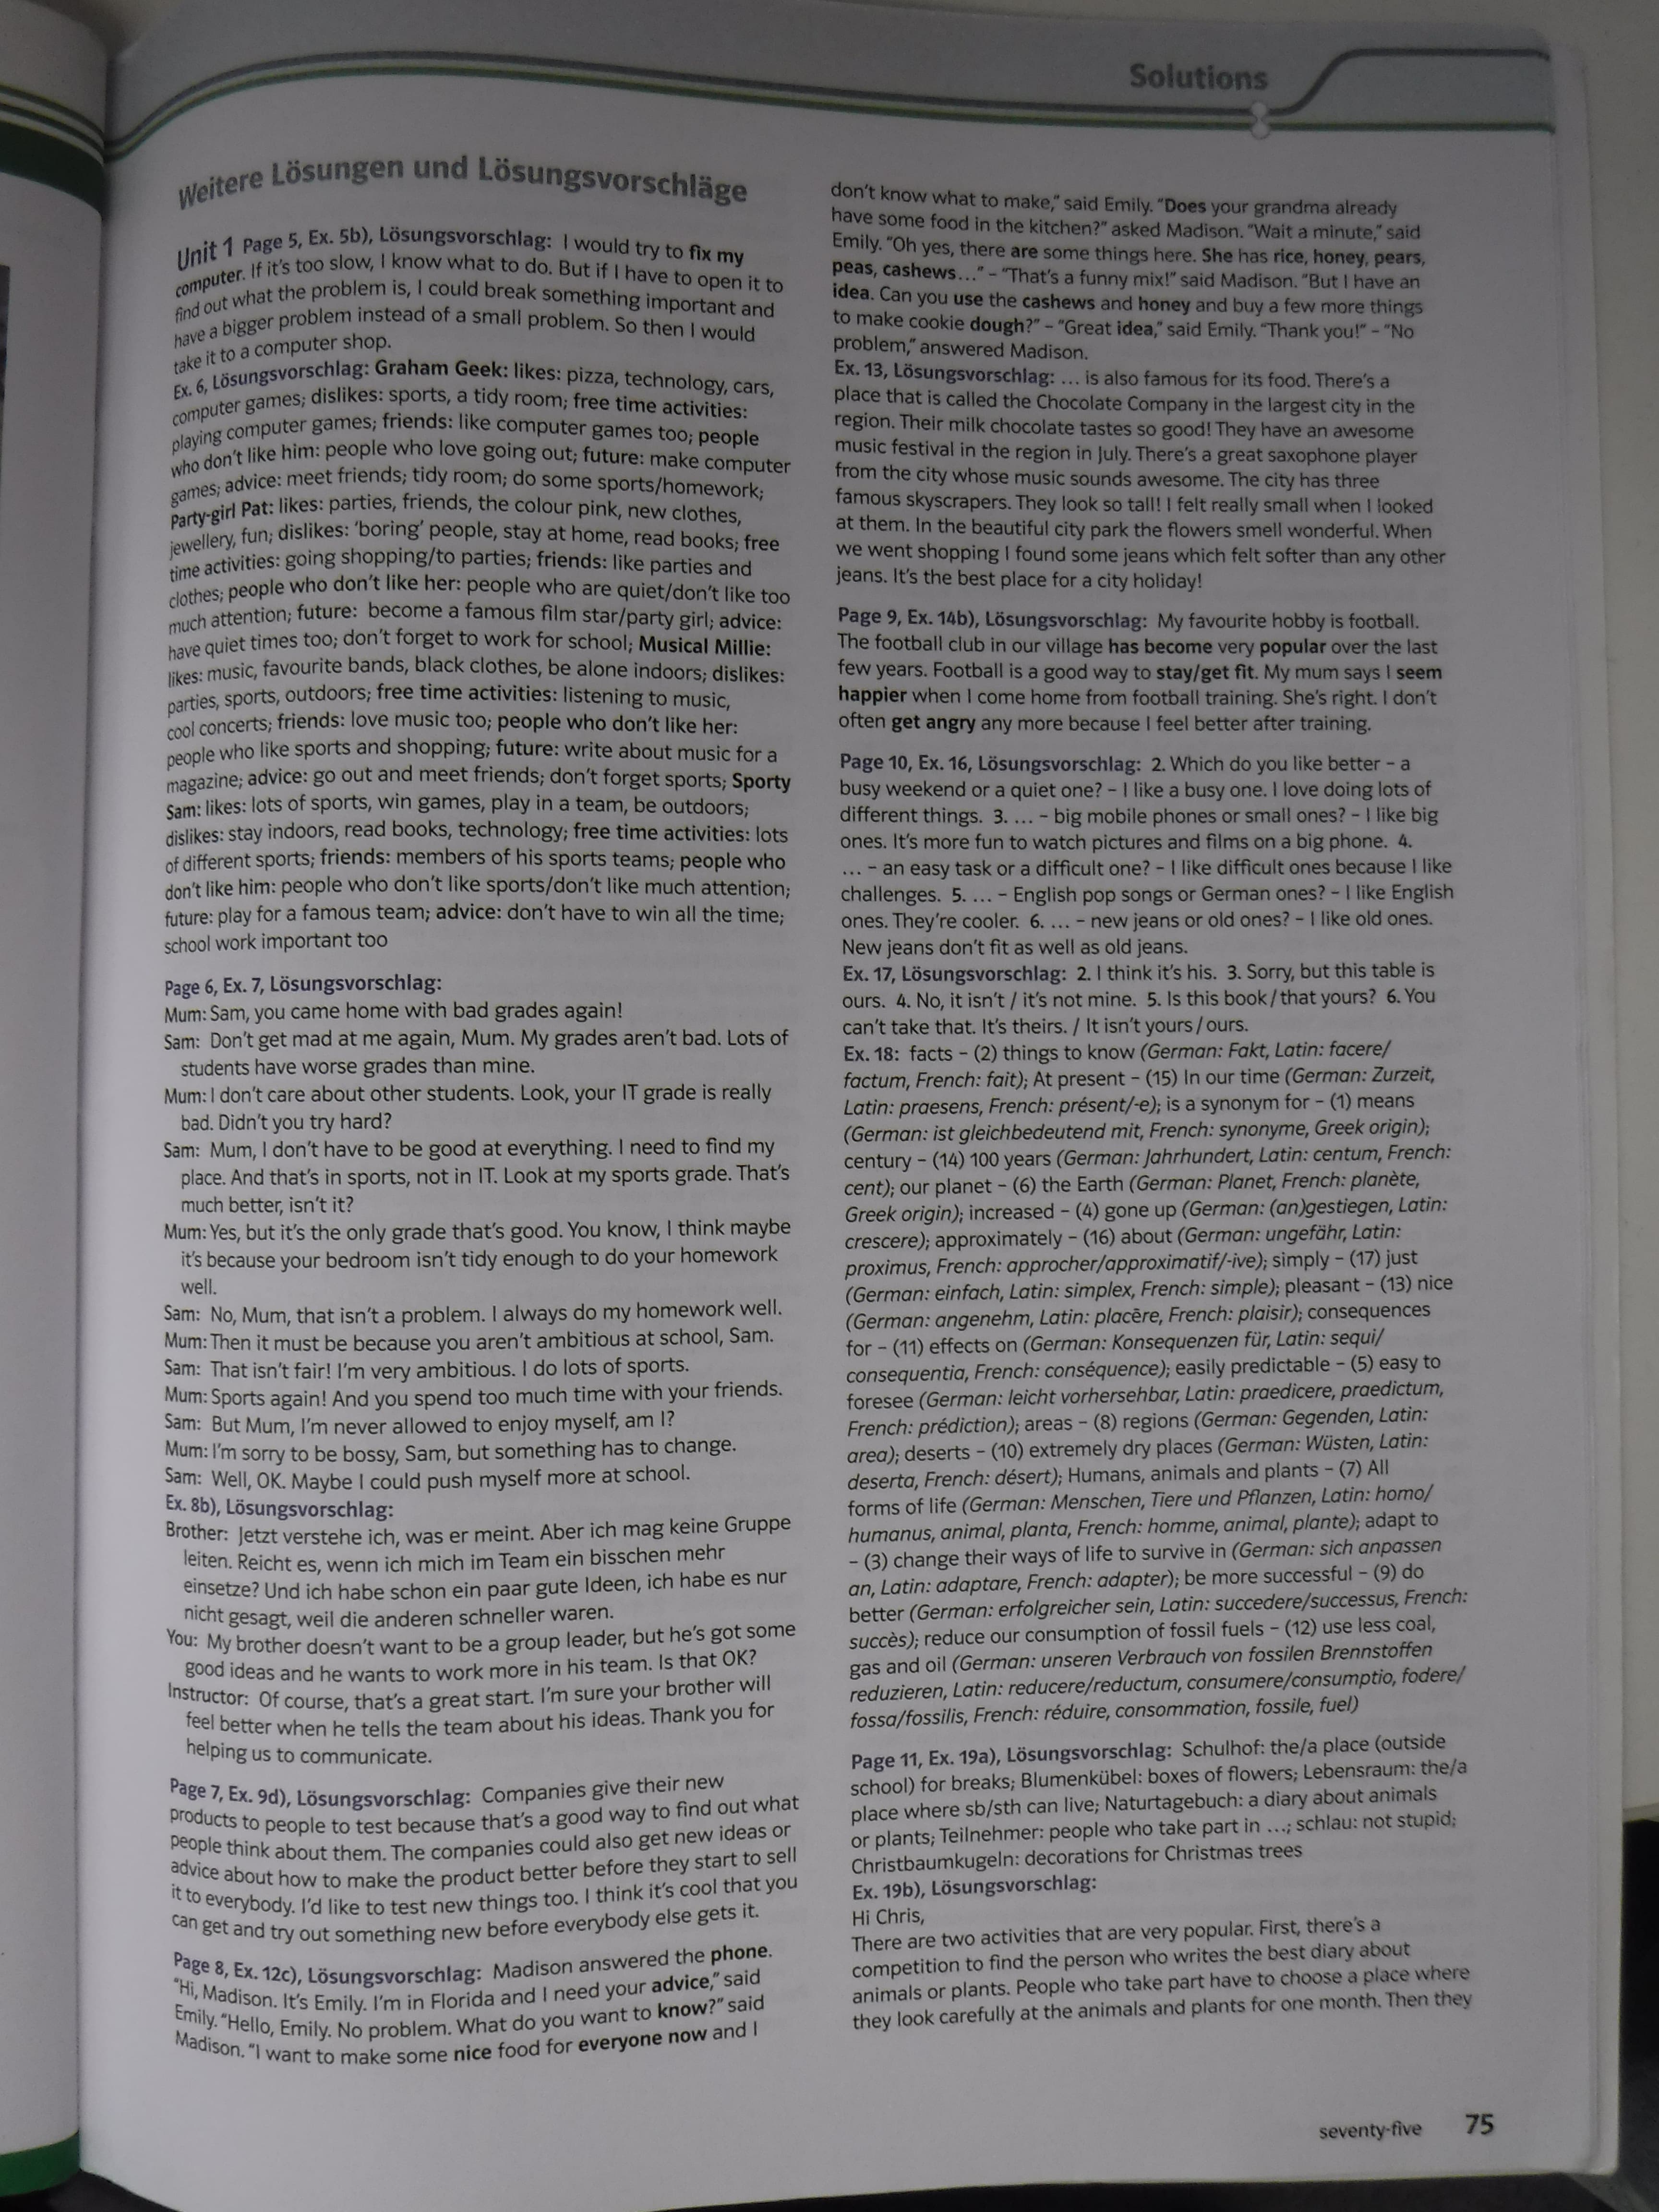 Solutions
Weitere Lösungen und Lösungsvorschläge
Unit 1 Page 5, Ex. 5b), Lösungsvorschlag: I would try to fix my
computer. If it's too slow, I know what to do. But if I have to open it to
find out what the problem is, I could break something important and
have a bigger problem instead of a small problem. So then I would
take it to a computer shop.
Ex. 6, Lösungsvorschlag: Graham Geek: likes: pizza, technology, cars,
computer games; dislikes: sports, a tidy room; free time activities:
playing computer games; friends: like computer games too; people
who don't like him: people who love going out; future: make computer
games; advice: meet friends; tidy room; do some sports/homework;
Party-girl Pat: likes: parties, friends, the colour pink, new clothes,
jewellery, fun; dislikes: 'boring' people, stay at home, read books; free
time activities: going shopping/to parties; friends: like parties and
clothes; people who don't like her: people who are quiet/don't like too
much attention; future: become a famous film star/party girl; advice:
have quiet times too; don't forget to work for school; Musical Millie:
likes: music, favourite bands, black clothes, be alone indoors; dislikes:
parties, sports, outdoors; free time activities: listening to music,
cool concerts; friends: love music too; people who don't like her:
people who like sports and shopping; future: write about music for a
magazine; advice: go out and meet friends; don't forget sports; Sporty
Sam: likes: lots of sports, win games, play in a team, be outdoors;
dislikes: stay indoors, read books, technology; free time activities: lots
of different sports; friends: members of his sports teams; people who
don't like him: people who don't like sports/don't like much attention;
future: play for a famous team; advice: don't have to win all the time;
school work important too
Page 6, Ex. 7, Lösungsvorschlag:
Mum: Sam, you came home with bad grades again!
Sam: Don't get mad at me again, Mum. My grades aren't bad. Lots of
students have worse grades than mine.
Mum: I don't care about other students. Look, your IT grade is really
bad. Didn't you try hard?
Sam: Mum, I don't have to be good at everything. I need to find my
place. And that's in sports, not in IT. Look at my sports grade. That's
much better, isn't it?
Mum: Yes, but it's the only grade that's good. You know, I think maybe
it's because your bedroom isn't tidy enough to do your homework
well.
Sam: No, Mum, that isn't a problem. I always do my homework well.
Mum: Then it must be because you aren't ambitious at school, Sam.
Sam: That isn't fair! I'm very ambitious. I do lots of sports.
Mum: Sports again! And you spend too much time with your friends.
Sam: But Mum, I'm never allowed to enjoy myself, am I?
Mum: I'm sorry to be bossy, Sam, but something has to change.
Sam: Well, OK. Maybe I could push myself more at school.
Ex. 8b), Lösungsvorschlag:
Brother: Jetzt verstehe ich, was er meint. Aber ich mag keine Gruppe
leiten. Reicht es, wenn ich mich im Team ein bisschen mehr
einsetze? Und ich habe schon ein paar gute Ideen, ich habe es nur
nicht gesagt, weil die anderen schneller waren.
You: My brother doesn't want to be a group leader, but he's got some
good ideas and he wants to work more in his team. Is that OK?
Instructor: Of course, that's a great start. I'm sure your brother will
feel better when he tells the team about his ideas. Thank you for
helping us to communicate.
Page 7, Ex. 9d), Lösungsvorschlag: Companies give their new
products to people to test because that's a good way to find out what
people think about them. The companies could also get new ideas or
advice about how to make the product better before they start to sell
it to everybody. I'd like to test new things too. I think it's cool that you
can get and try out something new before everybody else gets it.
Page 8, Ex. 12c), Lösungsvorschlag: Madison answered the phone.
"Hi, Madison. It's Emily. I'm in Florida and I need your advice," said
Emily. "Hello, Emily. No problem. What do you want to know?" said
Madison. "I want to make some nice food for everyone now and I
don't know what to make," said Emily. "Does your grandma already
have some food in the kitchen?" asked Madison. "Wait a minute," said
Emily. "Oh yes, there are some things here. She has rice, honey, pears,
peas, cashews…" – "That's a funny mix!" said Madison. "But I have an
idea. Can you use the cashews and honey and buy a few more things
to make cookie dough?" – "Great idea," said Emily. "Thank you!" – "No
problem," answered Madison.
Ex. 13, Lösungsvorschlag: … is also famous for its food. There's a
place that is called the Chocolate Company in the largest city in the
region. Their milk chocolate tastes so good! They have an awesome
music festival in the region in July. There's a great saxophone player
from the city whose music sounds awesome. The city has three
famous skyscrapers. They look so tall! I felt really small when I looked
at them. In the beautiful city park the flowers smell wonderful. When
we went shopping I found some jeans which felt softer than any other
jeans. It's the best place for a city holiday!
Page 9, Ex. 14b), Lösungsvorschlag: My favourite hobby is football.
The football club in our village has become very popular over the last
few years. Football is a good way to stay/get fit. My mum says I seem
happier when I come home from football training. She's right. I don't
often get angry any more because I feel better after training.
Page 10, Ex. 16, Lösungsvorschlag: 2. Which do you like better – a
busy weekend or a quiet one? – I like a busy one. I love doing lots of
different things. 3. … – big mobile phones or small ones? – I like big
ones. It's more fun to watch pictures and films on a big phone. 4.
… – an easy task or a difficult one? – I like difficult ones because I like
challenges. 5. … – English pop songs or German ones? – I like English
ones. They're cooler. 6. … – new jeans or old ones? – I like old ones.
New jeans don't fit as well as old jeans.
Ex. 17, Lösungsvorschlag: 2. I think it's his. 3. Sorry, but this table is
ours. 4. No, it isn't / it's not mine. 5. Is this book / that yours? 6. You
can't take that. It's theirs. / It isn't yours / ours.
Ex. 18: facts – (2) things to know (German: Fakt, Latin: facere/
factum, French: fait); At present – (15) In our time (German: Zurzeit,
Latin: praesens, French: présent/-e); is a synonym for – (1) means
(German: ist gleichbedeutend mit, French: synonyme, Greek origin);
century – (14) 100 years (German: Jahrhundert, Latin: centum, French:
cent); our planet – (6) the Earth (German: Planet, French: planète,
Greek origin); increased – (4) gone up (German: (an)gestiegen, Latin:
crescere); approximately – (16) about (German: ungefähr, Latin:
proximus, French: approcher/approximatif/-ive); simply – (17) just
(German: einfach, Latin: simplex, French: simple); pleasant – (13) nice
(German: angenehm, Latin: placēre, French: plaisir); consequences
for – (11) effects on (German: Konsequenzen für, Latin: sequi/
consequentia, French: conséquence); easily predictable – (5) easy to
foresee (German: leicht vorhersehbar, Latin: praedicere, praedictum,
French: prédiction); areas – (8) regions (German: Gegenden, Latin:
area); deserts – (10) extremely dry places (German: Wüsten, Latin:
deserta, French: désert); Humans, animals and plants – (7) All
forms of life (German: Menschen, Tiere und Pflanzen, Latin: homo/
humanus, animal, planta, French: homme, animal, plante); adapt to
– (3) change their ways of life to survive in (German: sich anpassen
an, Latin: adaptare, French: adapter); be more successful – (9) do
better (German: erfolgreicher sein, Latin: succedere/successus, French:
succès); reduce our consumption of fossil fuels – (12) use less coal,
gas and oil (German: unseren Verbrauch von fossilen Brennstoffen
reduzieren, Latin: reducere/reductum, consumere/consumptio, fodere/
fossa/fossilis, French: réduire, consommation, fossile, fuel)
Page 11, Ex. 19a), Lösungsvorschlag: Schulhof: the/a place (outside
school) for breaks; Blumenkübel: boxes of flowers; Lebensraum: the/a
place where sb/sth can live; Naturtagebuch: a diary about animals
or plants; Teilnehmer: people who take part in …; schlau: not stupid;
Christbaumkugeln: decorations for Christmas trees
Ex. 19b), Lösungsvorschlag:
Hi Chris,
There are two activities that are very popular. First, there's a
competition to find the person who writes the best diary about
animals or plants. People who take part have to choose a place where
they look carefully at the animals and plants for one month. Then they
seventy-five 75